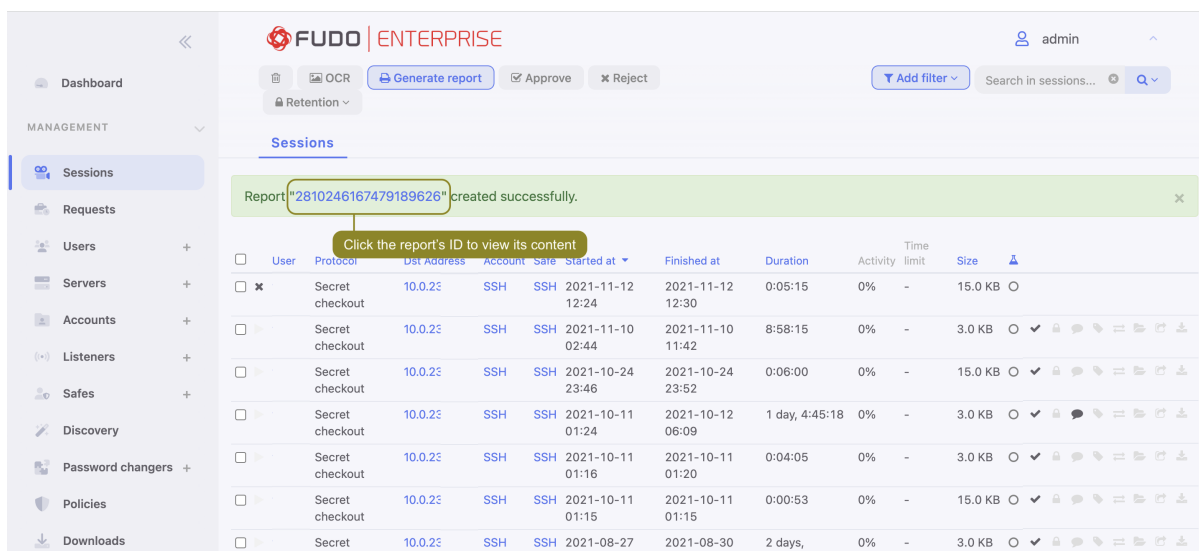 FUDO ENTERPRISE
admin
Dashboard
OCR
Generate report
Approve
Reject
Add filter
Search in sessions...
Retention
MANAGEMENT
Sessions
Sessions
Report "2810246167479189626" created successfully.
Requests
Click the report's ID to view its content
Users +
Servers +
Accounts +
Listeners +
Safes +
Discovery
Password changers +
Policies
Downloads
User Protocol Dst Address Account Safe Started at Finished at Duration Activity Time limit Size
Secret checkout 10.0.23 SSH SSH 2021-11-12 12:24 2021-11-12 12:30 0:05:15 0% - 15.0 KB
Secret checkout 10.0.23 SSH SSH 2021-11-10 02:44 2021-11-10 11:42 8:58:15 0% - 3.0 KB
Secret checkout 10.0.23 SSH SSH 2021-10-24 23:46 2021-10-24 23:52 0:06:00 0% - 15.0 KB
Secret checkout 10.0.23 SSH SSH 2021-10-11 01:24 2021-10-12 06:09 1 day, 4:45:18 0% - 3.0 KB
Secret checkout 10.0.23 SSH SSH 2021-10-11 01:16 2021-10-11 01:20 0:04:05 0% - 3.0 KB
Secret checkout 10.0.23 SSH SSH 2021-10-11 01:15 2021-10-11 01:15 0:00:53 0% - 15.0 KB
Secret 10.0.23 SSH SSH 2021-08-27 2021-08-30 2 days, 0% - 3.0 KB